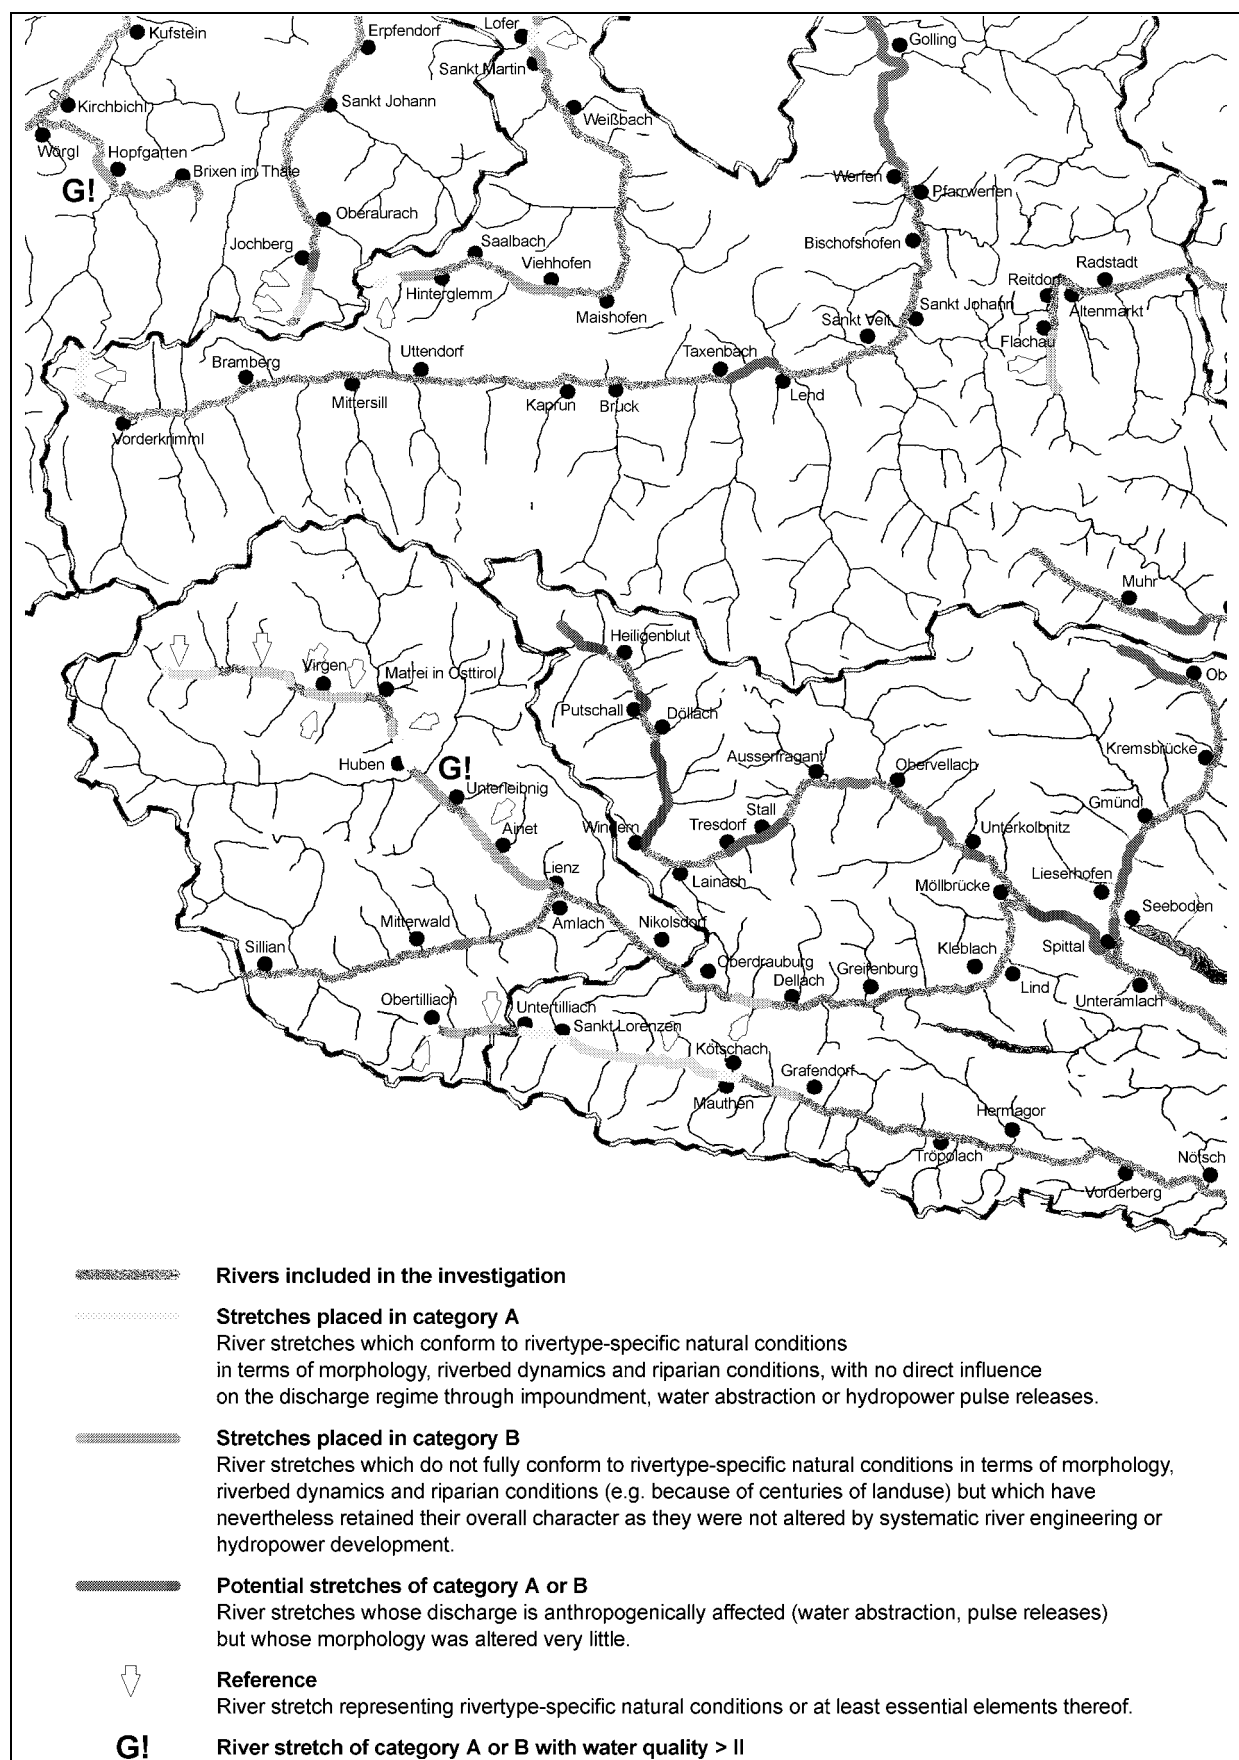 Kufstein
Erpfendorf
Lofer
Golling
Sankt Martin
Kirchbichl
Sankt Johann
Weißbach
Wörgl
Hopfgarten
Brixen im Thale
G!
Werfen
Pfarrwerfen
Oberaurach
Jochberg
Saalbach
Bischofshofen
Viehhofen
Radstadt
Hinterglemm
Reitdorf
Maishofen
Altenmarkt
Sankt Johann
Sankt Veit
Flachau
Bramberg
Uttendorf
Taxenbach
Mittersill
Kaprun
Bruck
Lend
Vorderkrimml
Muhr
Heiligenblut
Virgen
Matrei in Osttirol
Ob
Putschall
Döllach
Huben
G!
Ausserfragant
Obervellach
Kremsbrücke
Unterleibnig
Gmünd
Ainet
Winklern
Tresdorf
Stall
Unterkolbnitz
Lienz
Lainach
Möllbrücke
Lieserhofen
Mitterwald
Amlach
Nikolsdorf
Seeboden
Sillian
Kleblach
Spittal
Oberdrauburg
Dellach
Greifenburg
Lind
Unteramlach
Obertilliach
Untertilliach
Sankt Lorenzen
Kötschach
Grafendorf
Mauthen
Hermagor
Tröpolach
Nötsch
Vorderberg
Rivers included in the investigation
Stretches placed in category A
River stretches which conform to rivertype-specific natural conditions
in terms of morphology, riverbed dynamics and riparian conditions, with no direct influence
on the discharge regime through impoundment, water abstraction or hydropower pulse releases.
Stretches placed in category B
River stretches which do not fully conform to rivertype-specific natural conditions in terms of morphology,
riverbed dynamics and riparian conditions (e.g. because of centuries of landuse) but which have
nevertheless retained their overall character as they were not altered by systematic river engineering or
hydropower development.
Potential stretches of category A or B
River stretches whose discharge is anthropogenically affected (water abstraction, pulse releases)
but whose morphology was altered very little.
Reference
River stretch representing rivertype-specific natural conditions or at least essential elements thereof.
G! River stretch of category A or B with water quality > II